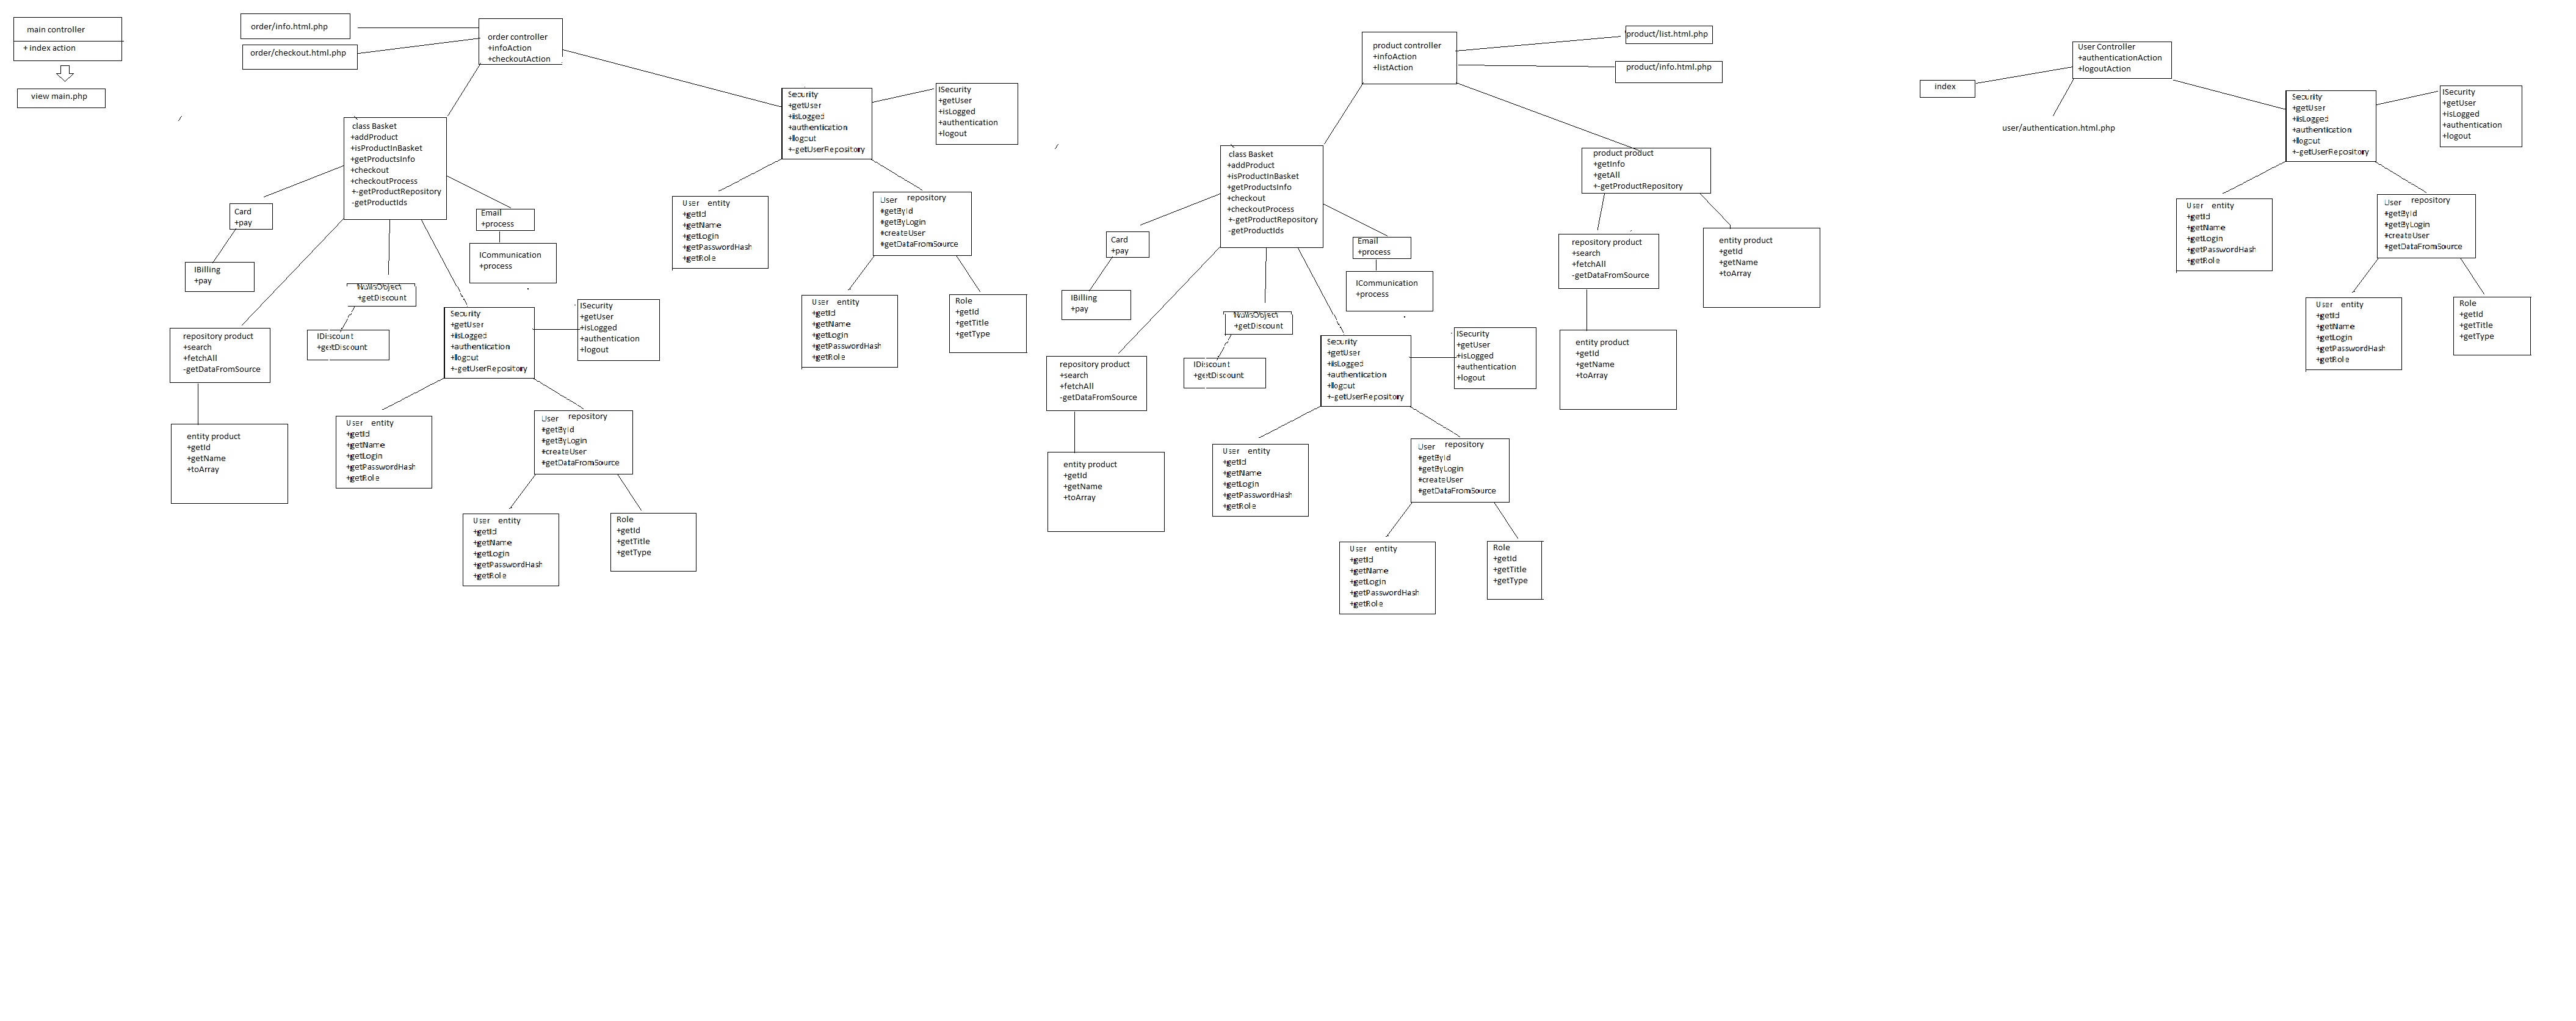 main controller
+ index action
view main.php
order/info.html.php
order/checkout.html.php
order controller
+infoAction
+checkoutAction
class Basket
+addProduct
+isProductInBasket
+getProductsInfo
+checkout
+checkoutProcess
+-getProductRepository
-getProductIds
Card
+pay
IBilling
+pay
Email
+process
ICommunication
+process
NullsObject
+getDiscount
IDiscount
+getDiscount
repository product
+search
+fetchAll
-getDataFromSource
entity product
+getId
+getName
+toArray
Security
+getUser
+isLogged
+authentication
+logout
+-getUserRepository
ISecurity
+getUser
+isLogged
+authentication
+logout
User entity
+getId
+getName
+getLogin
+getPasswordHash
+getRole
User repository
+getById
+getByLogin
+createUser
+getDataFromSource
User entity
+getId
+getName
+getLogin
+getPasswordHash
+getRole
Role
+getId
+getTitle
+getType
Security
+getUser
+isLogged
+authentication
+logout
+-getUserRepository
ISecurity
+getUser
+isLogged
+authentication
+logout
User entity
+getId
+getName
+getLogin
+getPasswordHash
+getRole
User repository
+getById
+getByLogin
+createUser
+getDataFromSource
User entity
+getId
+getName
+getLogin
+getPasswordHash
+getRole
Role
+getId
+getTitle
+getType
product controller
+infoAction
+listAction
product/list.html.php
product/info.html.php
class Basket
+addProduct
+isProductInBasket
+getProductsInfo
+checkout
+checkoutProcess
+-getProductRepository
-getProductIds
Card
+pay
IBilling
+pay
Email
+process
ICommunication
+process
NullsObject
+getDiscount
IDiscount
+getDiscount
repository product
+search
+fetchAll
-getDataFromSource
entity product
+getId
+getName
+toArray
Security
+getUser
+isLogged
+authentication
+logout
+-getUserRepository
ISecurity
+getUser
+isLogged
+authentication
+logout
User entity
+getId
+getName
+getLogin
+getPasswordHash
+getRole
User repository
+getById
+getByLogin
+createUser
+getDataFromSource
User entity
+getId
+getName
+getLogin
+getPasswordHash
+getRole
Role
+getId
+getTitle
+getType
product product
+getInfo
+getAll
+-getProductRepository
repository product
+search
+fetchAll
-getDataFromSource
entity product
+getId
+getName
+toArray
entity product
+getId
+getName
+toArray
User Controller
+authenticationAction
+logoutAction
index
user/authentication.html.php
Security
+getUser
+isLogged
+authentication
+logout
+-getUserRepository
ISecurity
+getUser
+isLogged
+authentication
+logout
User entity
+getId
+getName
+getLogin
+getPasswordHash
+getRole
User repository
+getById
+getByLogin
+createUser
+getDataFromSource
User entity
+getId
+getName
+getLogin
+getPasswordHash
+getRole
Role
+getId
+getTitle
+getType